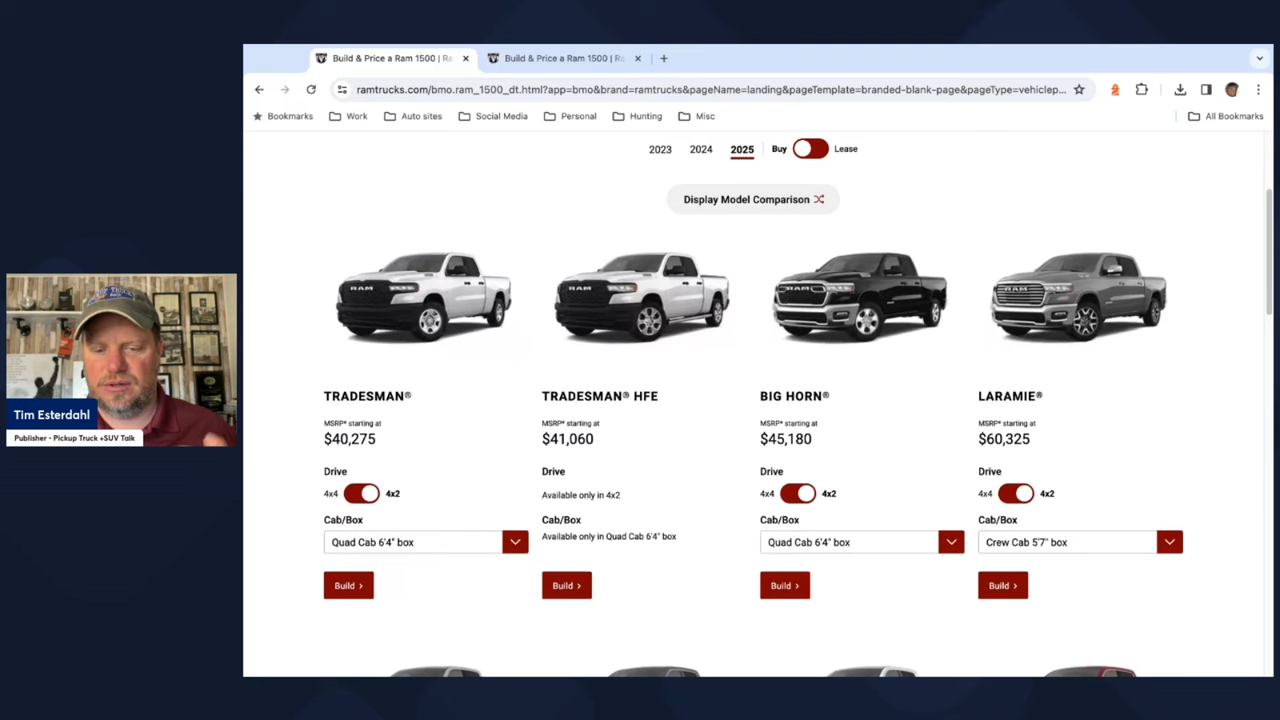 Build & Price a Ram 1500 | Ra
Build & Price a Ram 1500 | Ra
ramtrucks.com/bmo.ram_1500_dt.html?app=bmo&brand=ramtrucks&pageName=landing&pageTemplate=branded-blank-page&pageType=vehiclep...
Bookmarks
Work
Auto sites
Social Media
Personal
Hunting
Misc
All Bookmarks
2023
2024
2025
Buy
Lease
Display Model Comparison
RAM
RAM
RAM
RAM
TRADESMAN®
TRADESMAN® HFE
BIG HORN®
LARAMIE®
MSRP* starting at
MSRP* starting at
MSRP* starting at
MSRP* starting at
$40,275
$41,060
$45,180
$60,325
Drive
Drive
Drive
Drive
4x4
4x2
Available only in 4x2
4x4
4x2
4x4
4x2
Cab/Box
Cab/Box
Cab/Box
Cab/Box
Quad Cab 6'4" box
Available only in Quad Cab 6'4" box
Quad Cab 6'4" box
Crew Cab 5'7" box
Build >
Build >
Build >
Build >
Tim Esterdahl
Publisher - Pickup Truck +SUV Talk